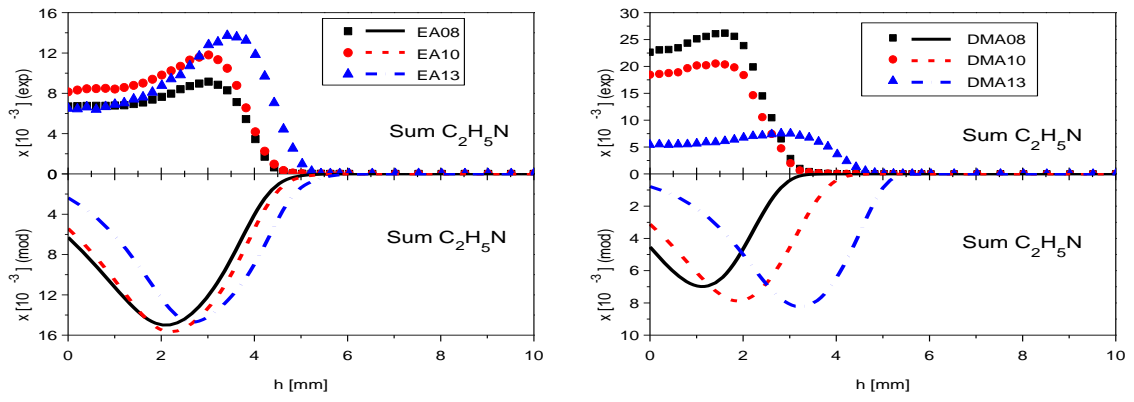 16
12
8
4
0
x [10 ⁻³] (exp)
EA08
EA10
EA13
Sum C₂H₅N
8
16
x [10 ⁻³] (mod)
Sum C₂H₅N
0 2 4 6 8 10
h [mm]
30
25
20
15
10
5
0
x [10 ⁻³] (exp)
DMA08
DMA10
DMA13
Sum C₂H₅N
2
4
6
8
10
x [10 ⁻³] (mod)
Sum C₂H₅N
0 2 4 6 8 10
h [mm]